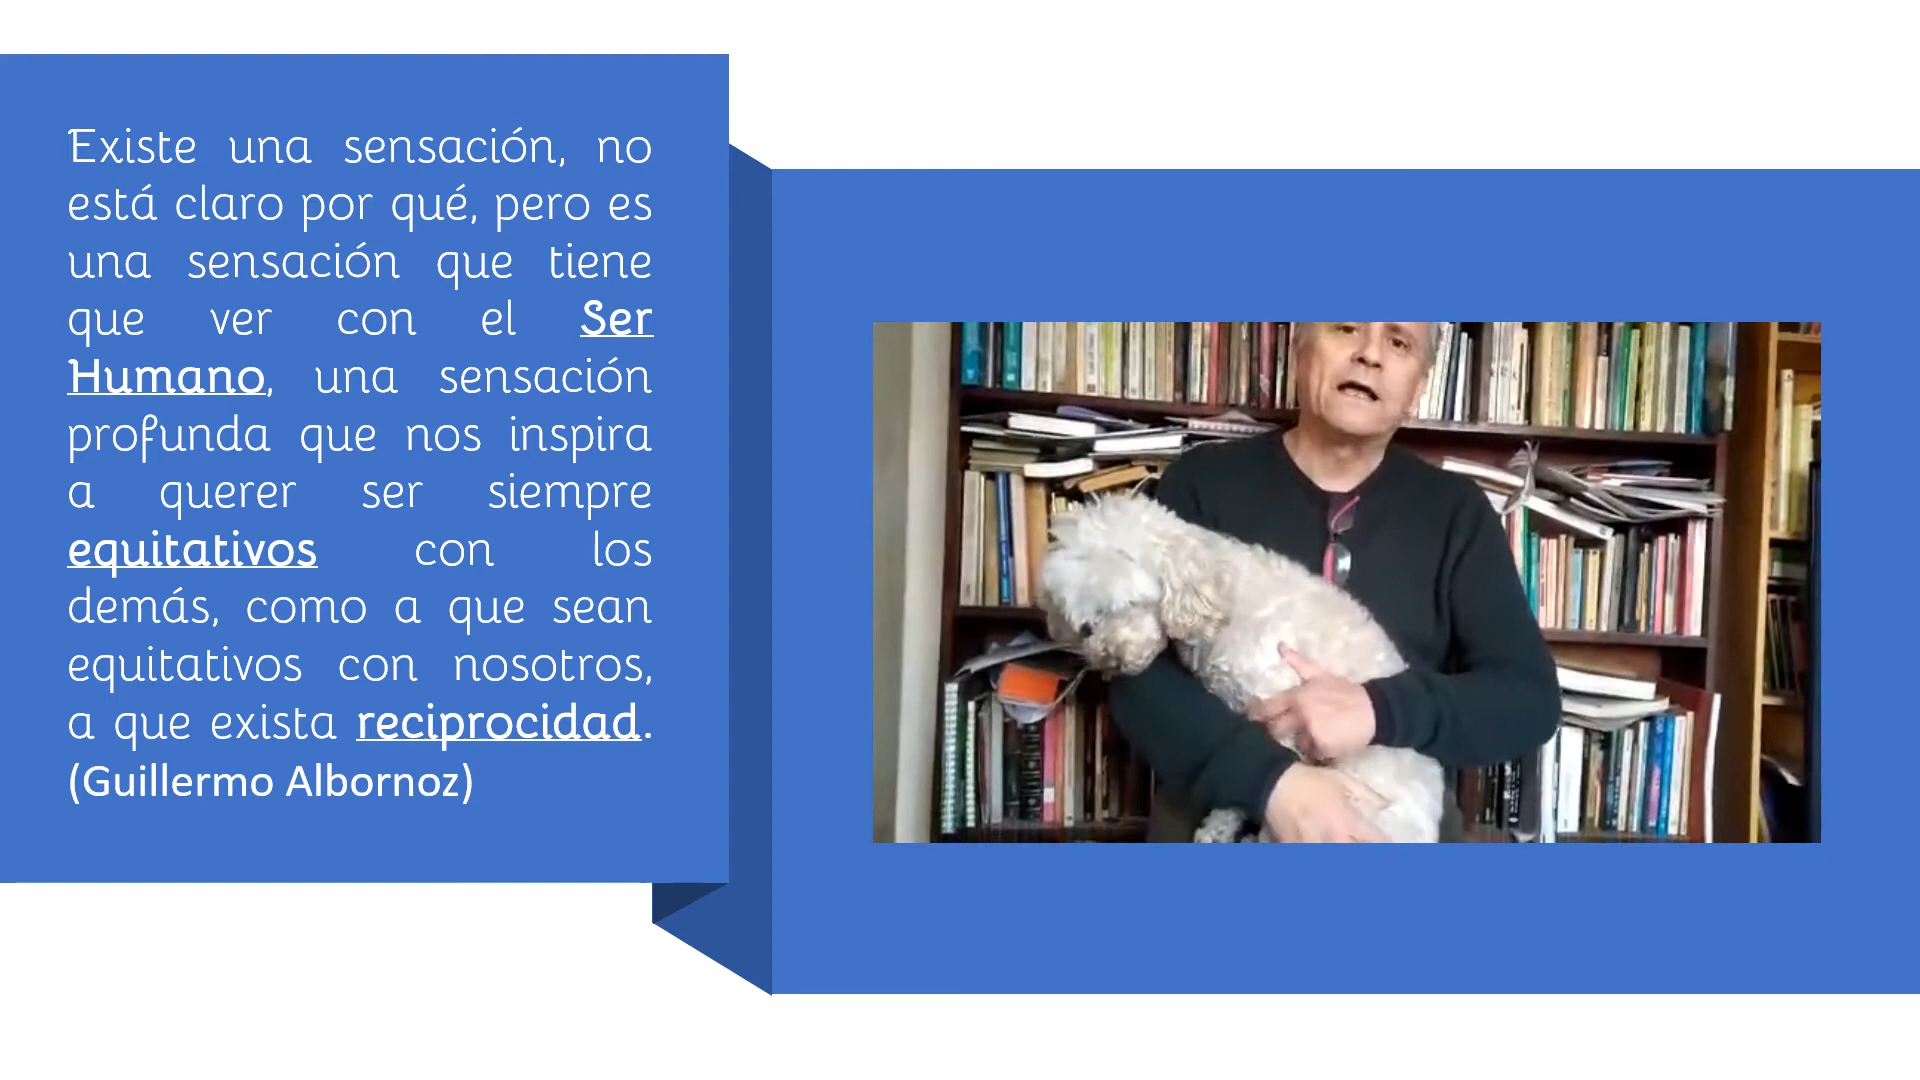 Existe una sensación, no
está claro por qué, pero es
una sensación que tiene
que ver con el Ser
Humano, una sensación
profunda que nos inspira
a querer ser siempre
equitativos con los
demás, como a que sean
equitativos con nosotros,
a que exista reciprocidad.
(Guillermo Albornoz)